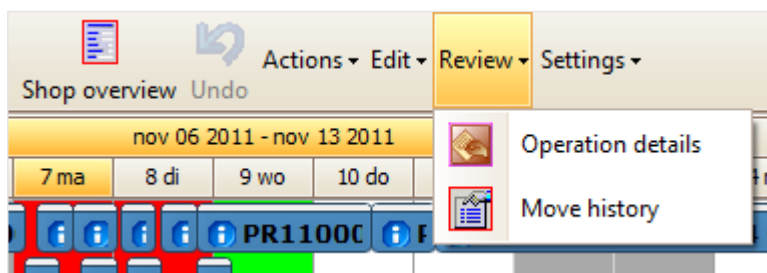 Shop overview Undo Actions Edit Review Settings
nov 06 2011 - nov 13 2011
Operation details
7 ma 8 di 9 wo 10 do
Move history
PR1100